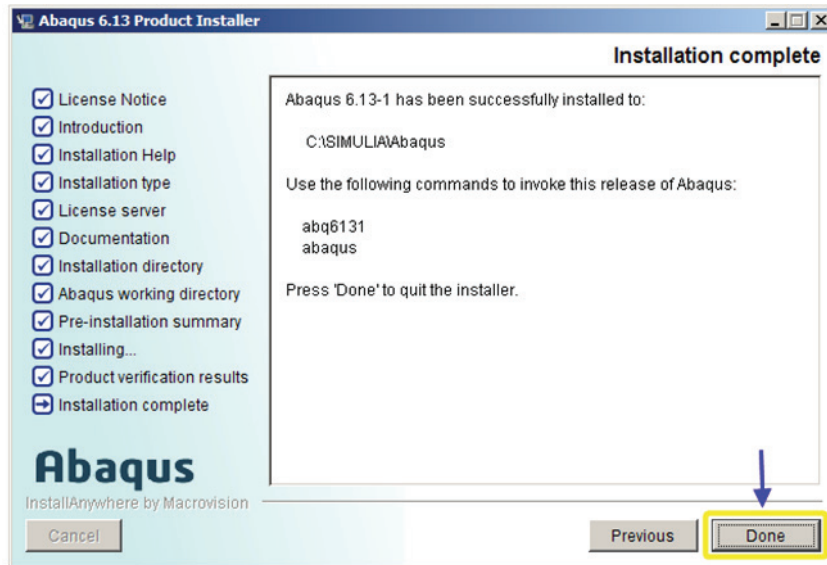 Abaqus 6.13 Product Installer
Installation complete
License Notice
Introduction
Installation Help
Installation type
License server
Documentation
Installation directory
Abaqus working directory
Pre-installation summary
Installing...
Product verification results
Installation complete
Abaqus 6.13-1 has been successfully installed to:
C:\SIMULIA\Abaqus
Use the following commands to invoke this release of Abaqus:
abq6131
abaqus
Press 'Done' to quit the installer.
Abaqus
InstallAnywhere by Macrovision
Cancel
Previous
Done